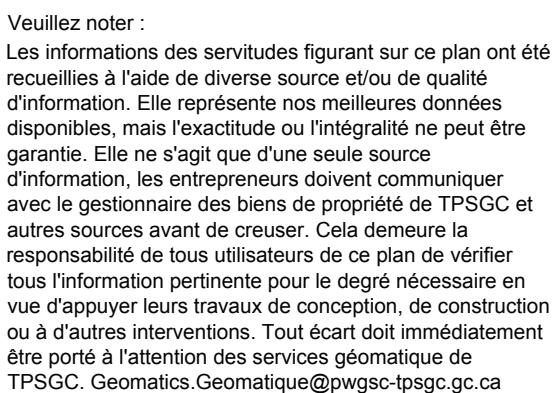 Veuillez noter :
Les informations des servitudes figurant sur ce plan ont été
recueillies à l'aide de diverse source et/ou de qualité
d'information. Elle représente nos meilleures données
disponibles, mais l'exactitude ou l'intégralité ne peut être
garantie. Elle ne s'agit que d'une seule source
d'information, les entrepreneurs doivent communiquer
avec le gestionnaire des biens de propriété de TPSGC et
autres sources avant de creuser. Cela demeure la
responsabilité de tous utilisateurs de ce plan de vérifier
tous l'information pertinente pour le degré nécessaire en
vue d'appuyer leurs travaux de conception, de construction
ou à d'autres interventions. Tout écart doit immédiatement
être porté à l'attention des services géomatique de
TPSGC. Geomatics.Geomatique@pwgsc-tpsgc.gc.ca